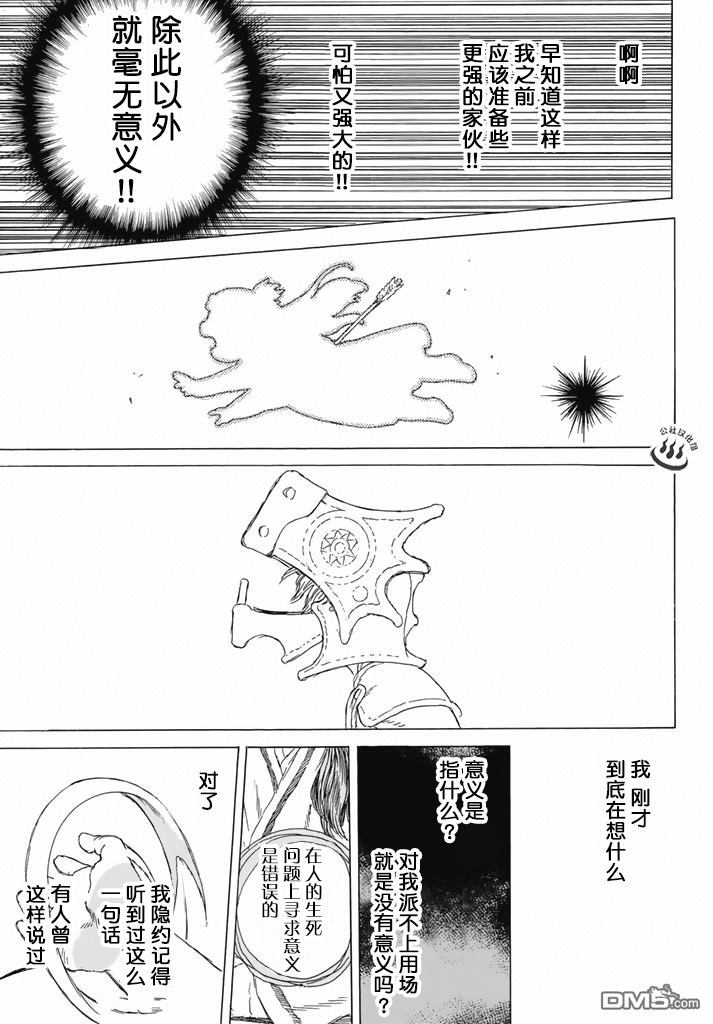 啊啊
早知道这样
我之前
应该准备些
更强的家伙!!
可怕又强大的!!
除此以外
就毫无意义!!
公社汉化组
我 刚才
到底在想什么
意义是
指什么？
对我派不上用场
就是没有意义吗？
在人的生死
问题上寻求意义
是错误的
对了
我隐约记得
听到过这么
一句话
有人曾
这样说过
DM5.com